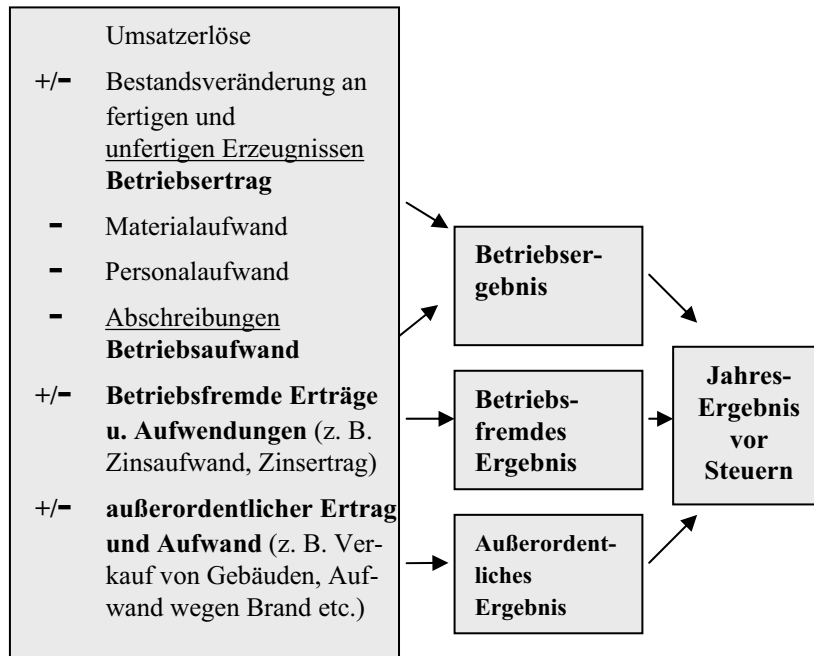 Umsatzerlöse
+/- Bestandsveränderung an
fertigen und
unfertigen Erzeugnissen
Betriebsertrag
- Materialaufwand
- Personalaufwand
- Abschreibungen
Betriebsaufwand
+/- Betriebsfremde Erträge
u. Aufwendungen (z. B.
Zinsaufwand, Zinsertrag)
+/- außerordentlicher Ertrag
und Aufwand (z. B. Ver-
kauf von Gebäuden, Auf-
wand wegen Brand etc.)
Betriebser-
gebnis
Betriebs-
fremdes
Ergebnis
Außerordent-
liches
Ergebnis
Jahres-
Ergebnis
vor
Steuern